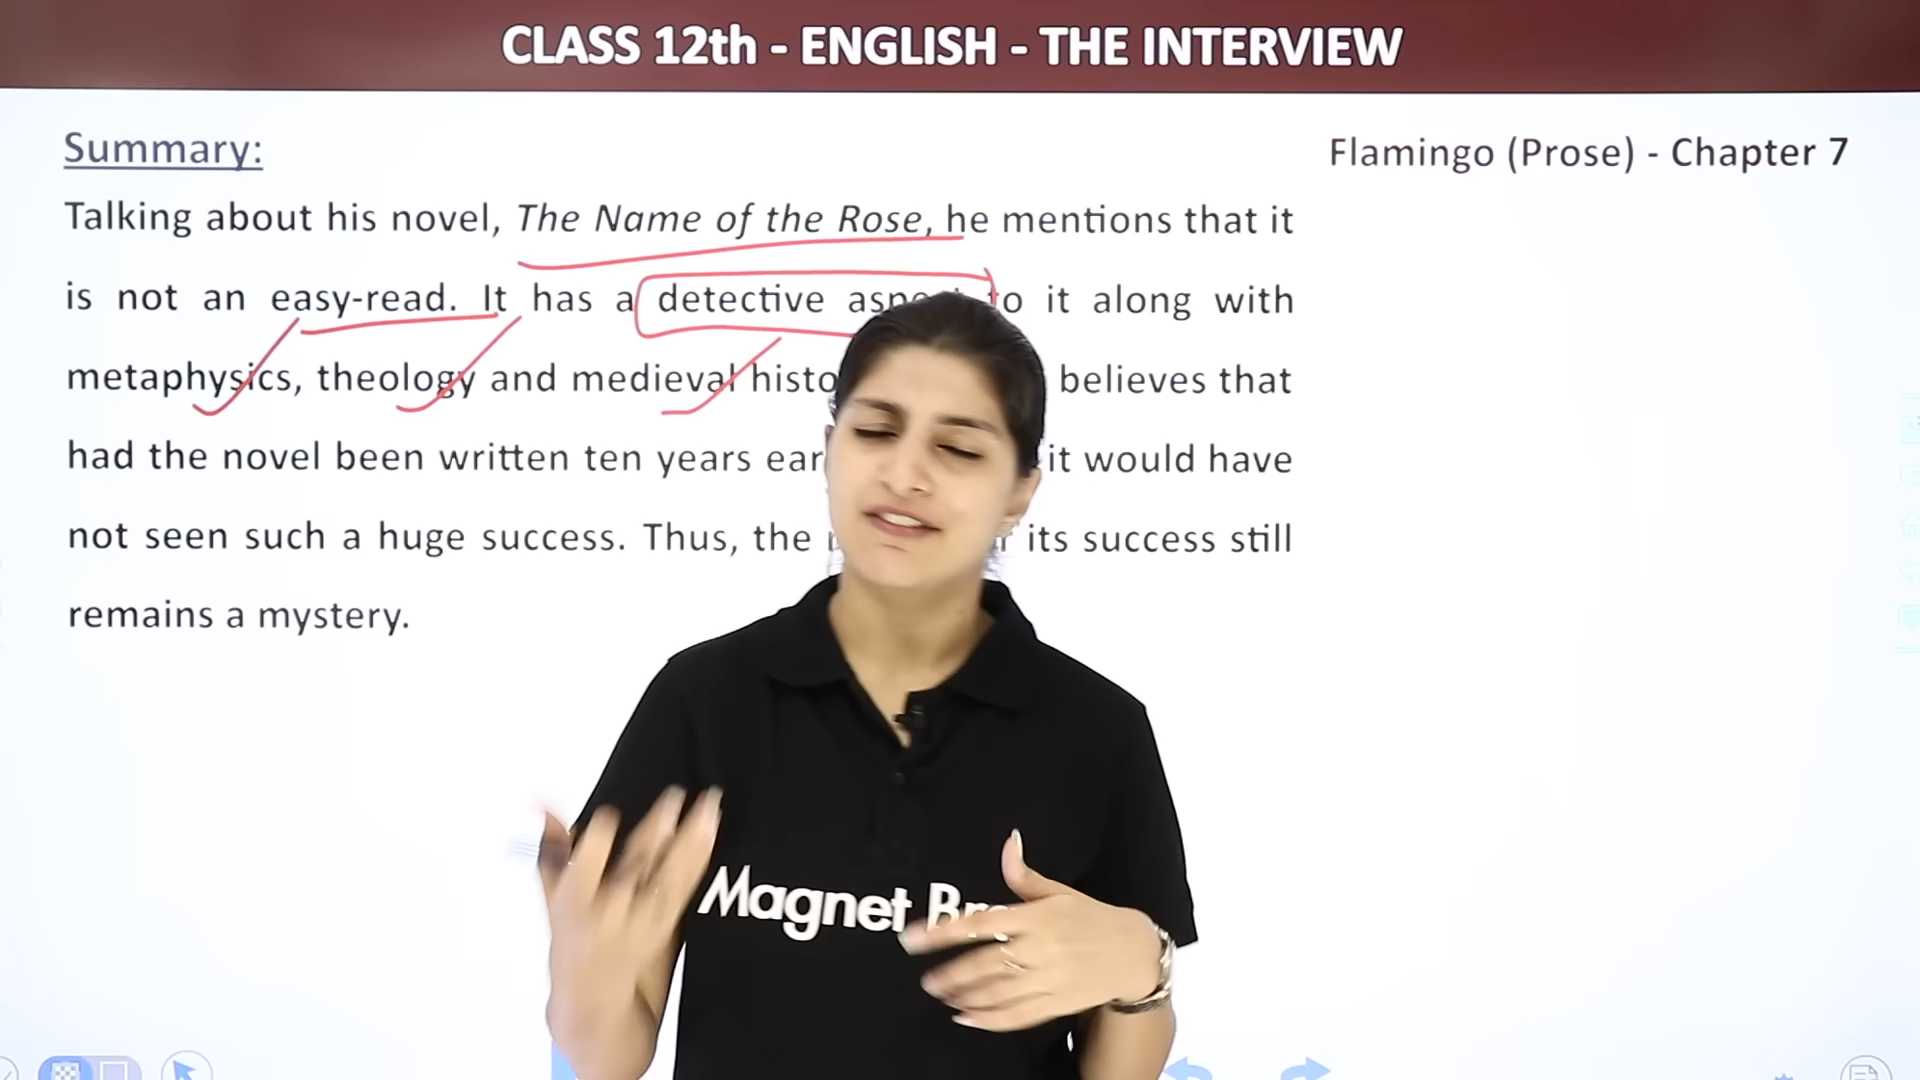 CLASS 12th - ENGLISH - THE INTERVIEW
Summary:
Flamingo (Prose) - Chapter 7
Talking about his novel, The Name of the Rose, he mentions that it
is not an easy-read. It has a detective aspect to it along with
metaphysics, theology and medieval believes that
had the novel been written ten years it would have
not seen such a huge success. Thus, the its success still
remains a mystery.
Magnet